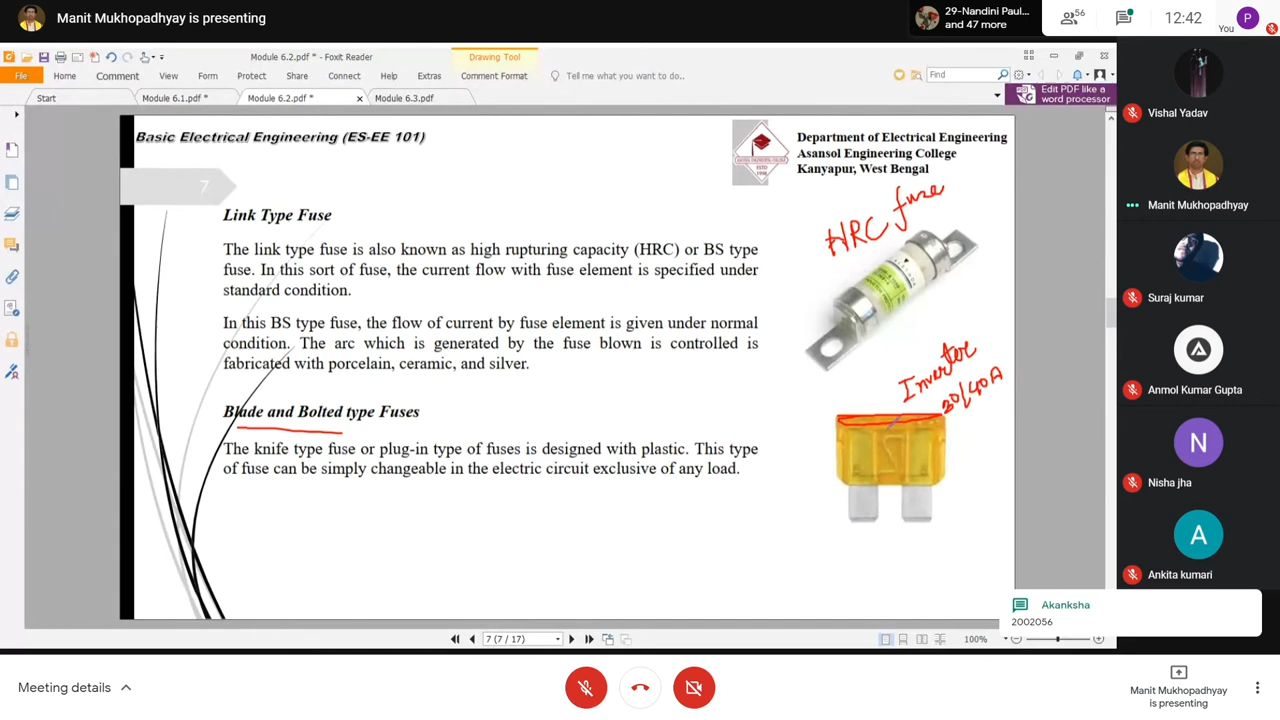 Manit Mukhopadhyay is presenting
29-Nandini Paul...
and 47 more
56
12:42
You
P
Module 6.2.pdf * - Foxit Reader
Drawing Tool
File
Home
Comment
View
Form
Protect
Share
Connect
Help
Extras
Comment Format
Tell me what you want to do..
Find
Start
Module 6.1.pdf *
Module 6.2.pdf *
Module 6.3.pdf
Edit PDF like a
word processor
Basic Electrical Engineering (ES-EE 101)
Department of Electrical Engineering
Asansol Engineering College
Kanyapur, West Bengal
7
Link Type Fuse
HRC fuse
The link type fuse is also known as high rupturing capacity (HRC) or BS type
fuse. In this sort of fuse, the current flow with fuse element is specified under
standard condition.
In this BS type fuse, the flow of current by fuse element is given under normal
condition. The arc which is generated by the fuse blown is controlled is
fabricated with porcelain, ceramic, and silver.
Inverter
30/40A
Blade and Bolted type Fuses
The knife type fuse or plug-in type of fuses is designed with plastic. This type
of fuse can be simply changeable in the electric circuit exclusive of any load.
Vishal Yadav
Manit Mukhopadhyay
Suraj kumar
Anmol Kumar Gupta
N
Nisha jha
A
Ankita kumari
Akanksha
2002056
7 (7 / 17)
100%
Meeting details
Manit Mukhopadhyay
is presenting